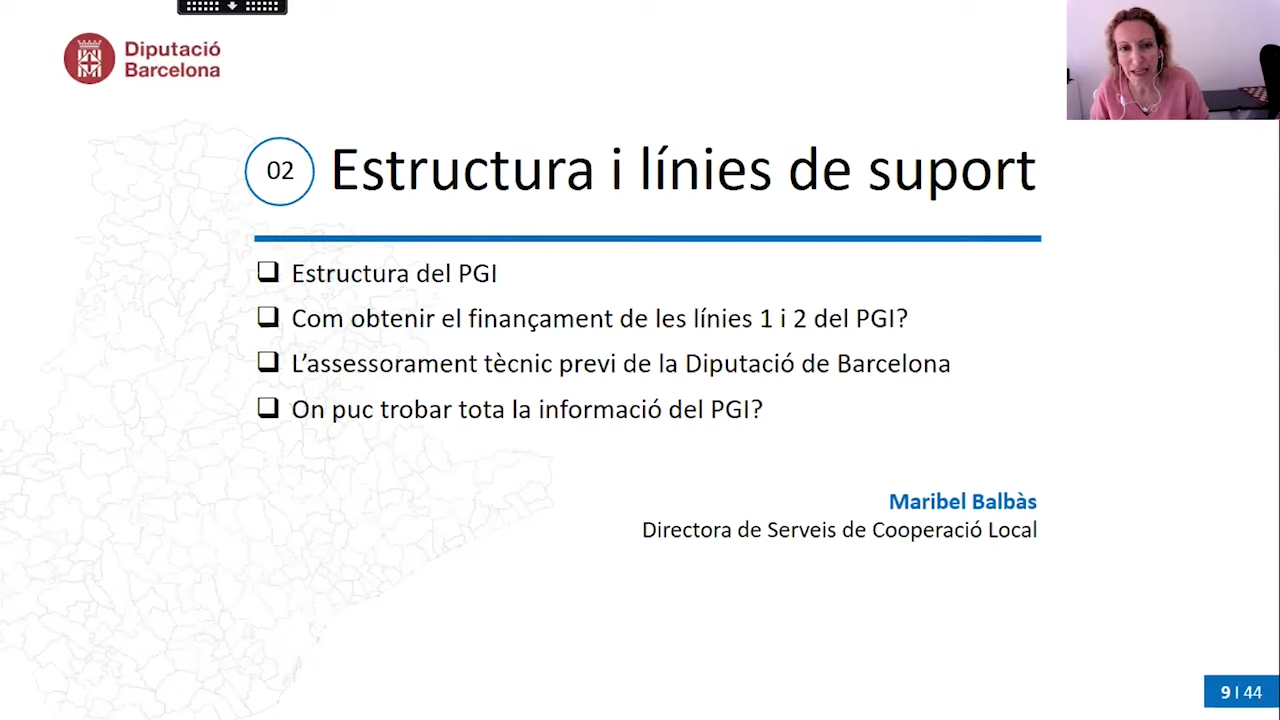 Diputació
Barcelona
02
Estructura i línies de suport
Estructura del PGI
Com obtenir el finançament de les línies 1 i 2 del PGI?
L’assessorament tècnic previ de la Diputació de Barcelona
On puc trobar tota la informació del PGI?
Maribel Balbàs
Directora de Serveis de Cooperació Local
9 I 44